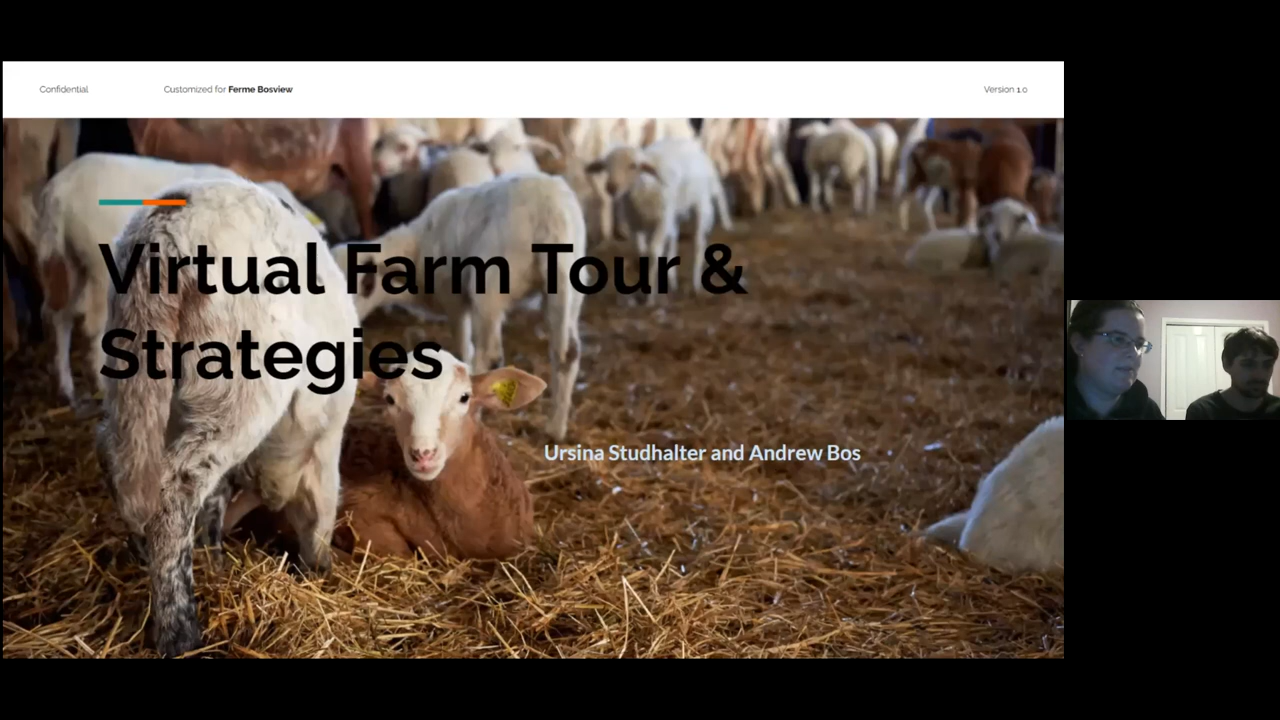 Confidential
Customized for Ferme Bosview
Version 1.0
Virtual Farm Tour &
Strategies
Ursina Studhalter and Andrew Bos